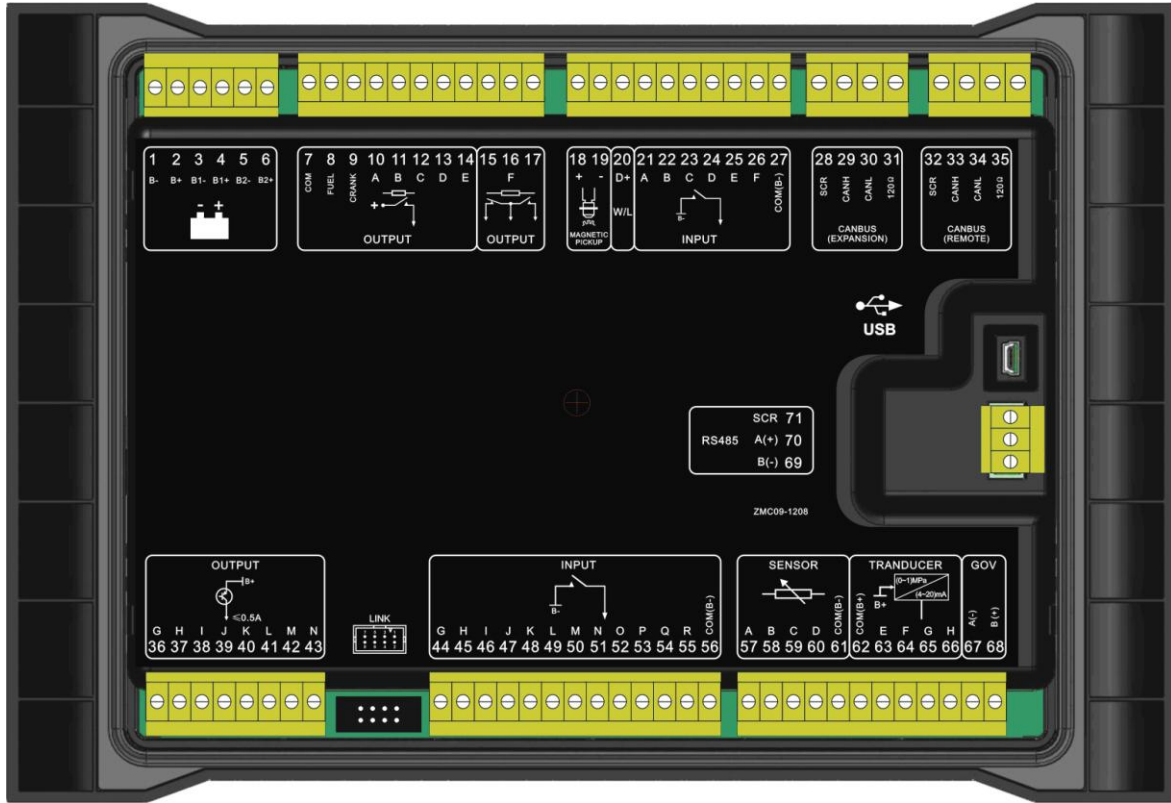 1 2 3 4 5 6
B- B+ B1- B1+ B2- B2+
- +
7 8 9 10 11 12 13 14
COM FUEL CRANK A B C D E
+
OUTPUT
15 16 17
F
OUTPUT
18 19
+ -
MAGNETIC
PICKUP
20
D+
W/L
21 22 23 24 25 26 27
A B C D E F COM(B-)
B-
INPUT
28 29 30 31
SCR CANH CANL 120Ω
CANBUS
(EXPANSION)
32 33 34 35
SCR CANH CANL 120Ω
CANBUS
(REMOTE)
USB
SCR 71
RS485 A(+) 70
B(-) 69
ZMC09-1208
OUTPUT
B+
≤0.5A
G H I J K L M N
36 37 38 39 40 41 42 43
LINK
INPUT
B-
G H I J K L M N O P Q R COM(B-)
44 45 46 47 48 49 50 51 52 53 54 55 56
SENSOR
A B C D COM(B-)
57 58 59 60 61
TRANDUCER
(0~1)MPa
(4~20)mA
B+
COM(B+) E F G H
62 63 64 65 66
GOV
A(-) B(+)
67 68